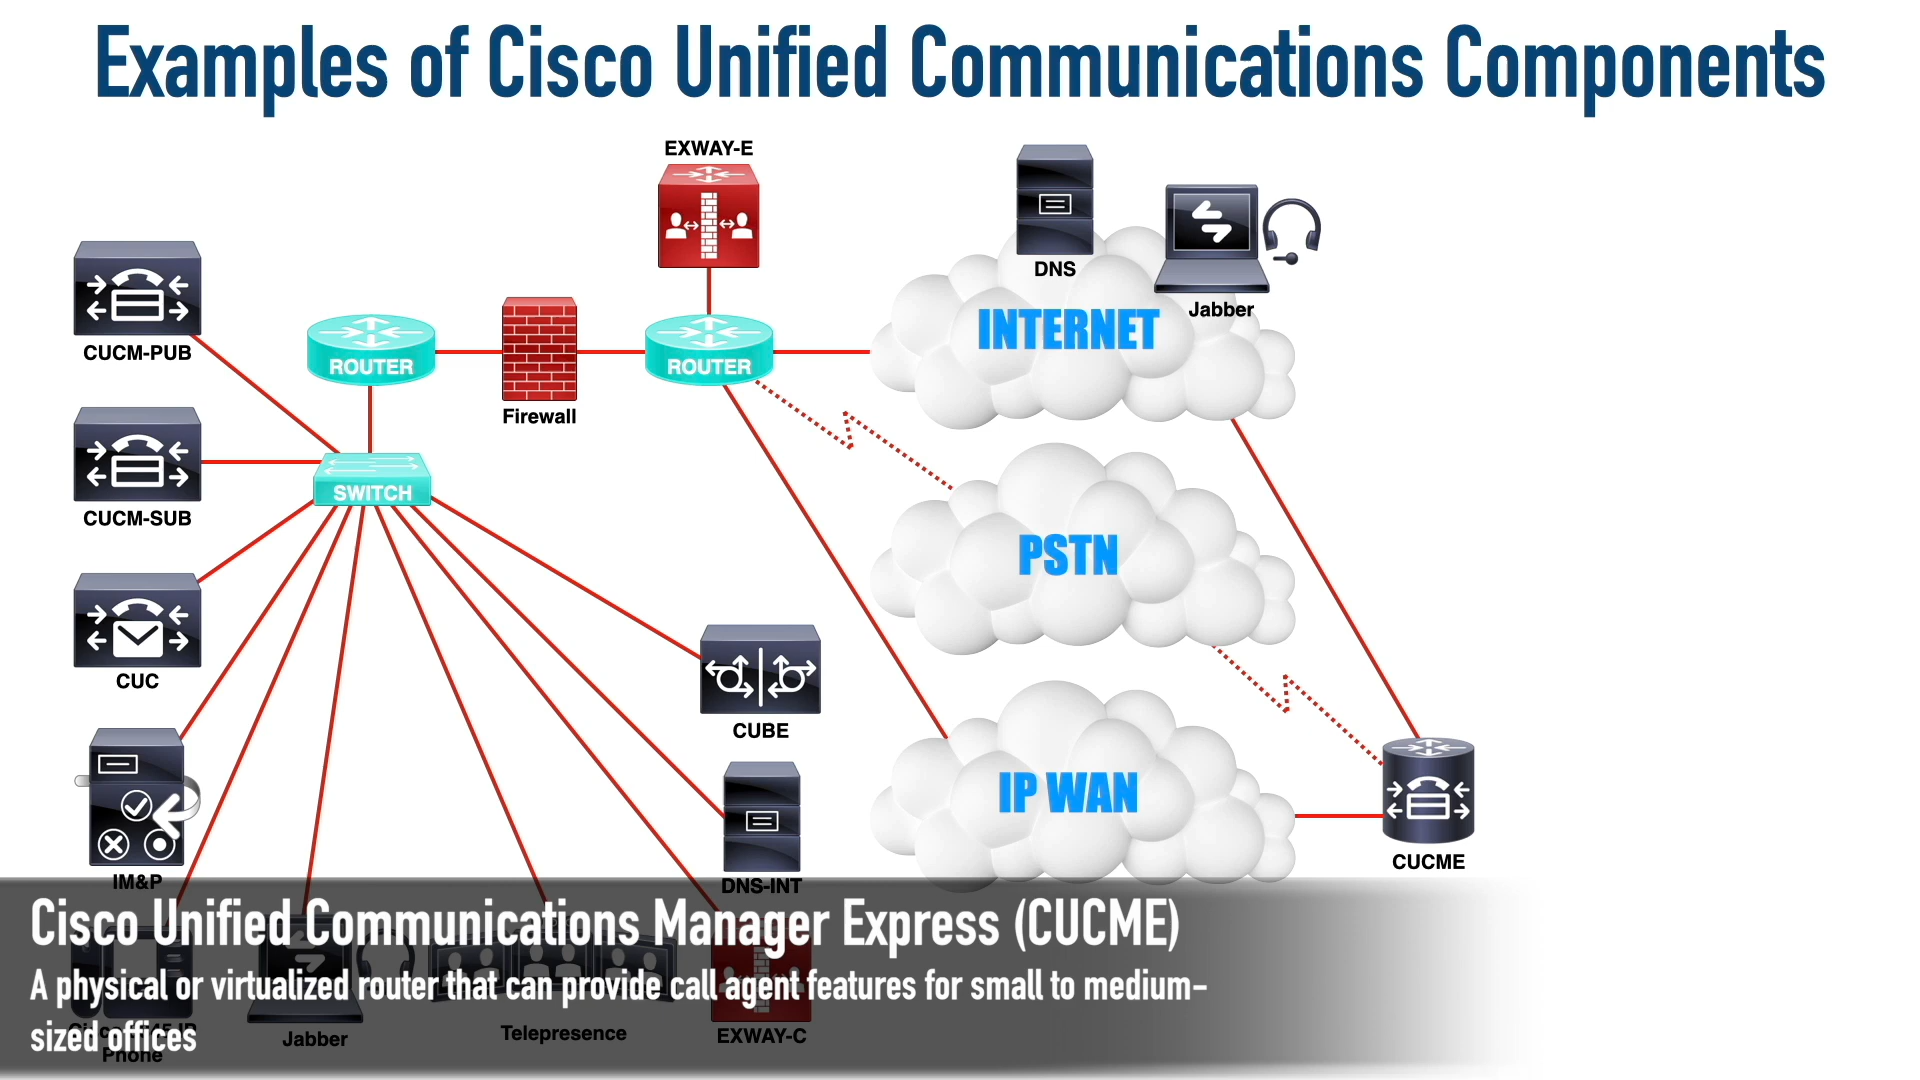 Examples of Cisco Unified Communications Components
EXWAY-E
DNS
Jabber
INTERNET
CUCM-PUB
ROUTER
Firewall
ROUTER
CUCM-SUB
SWITCH
PSTN
CUC
CUBE
IP WAN
CUCME
IM&P
DNS-INT
Cisco Unified Communications Manager Express (CUCME)
A physical or virtualized router that can provide call agent features for small to medium-
sized offices
Phone
Jabber
Telepresence
EXWAY-C